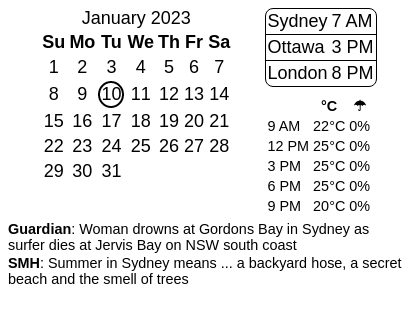 January 2023
Su Mo Tu We Th Fr Sa
1 2 3 4 5 6 7
8 9 10 11 12 13 14
15 16 17 18 19 20 21
22 23 24 25 26 27 28
29 30 31
Sydney 7 AM
Ottawa 3 PM
London 8 PM
°C ☂
9 AM 22°C 0%
12 PM 25°C 0%
3 PM 25°C 0%
6 PM 25°C 0%
9 PM 20°C 0%
Guardian: Woman drowns at Gordons Bay in Sydney as
surfer dies at Jervis Bay on NSW south coast
SMH: Summer in Sydney means ... a backyard hose, a secret
beach and the smell of trees